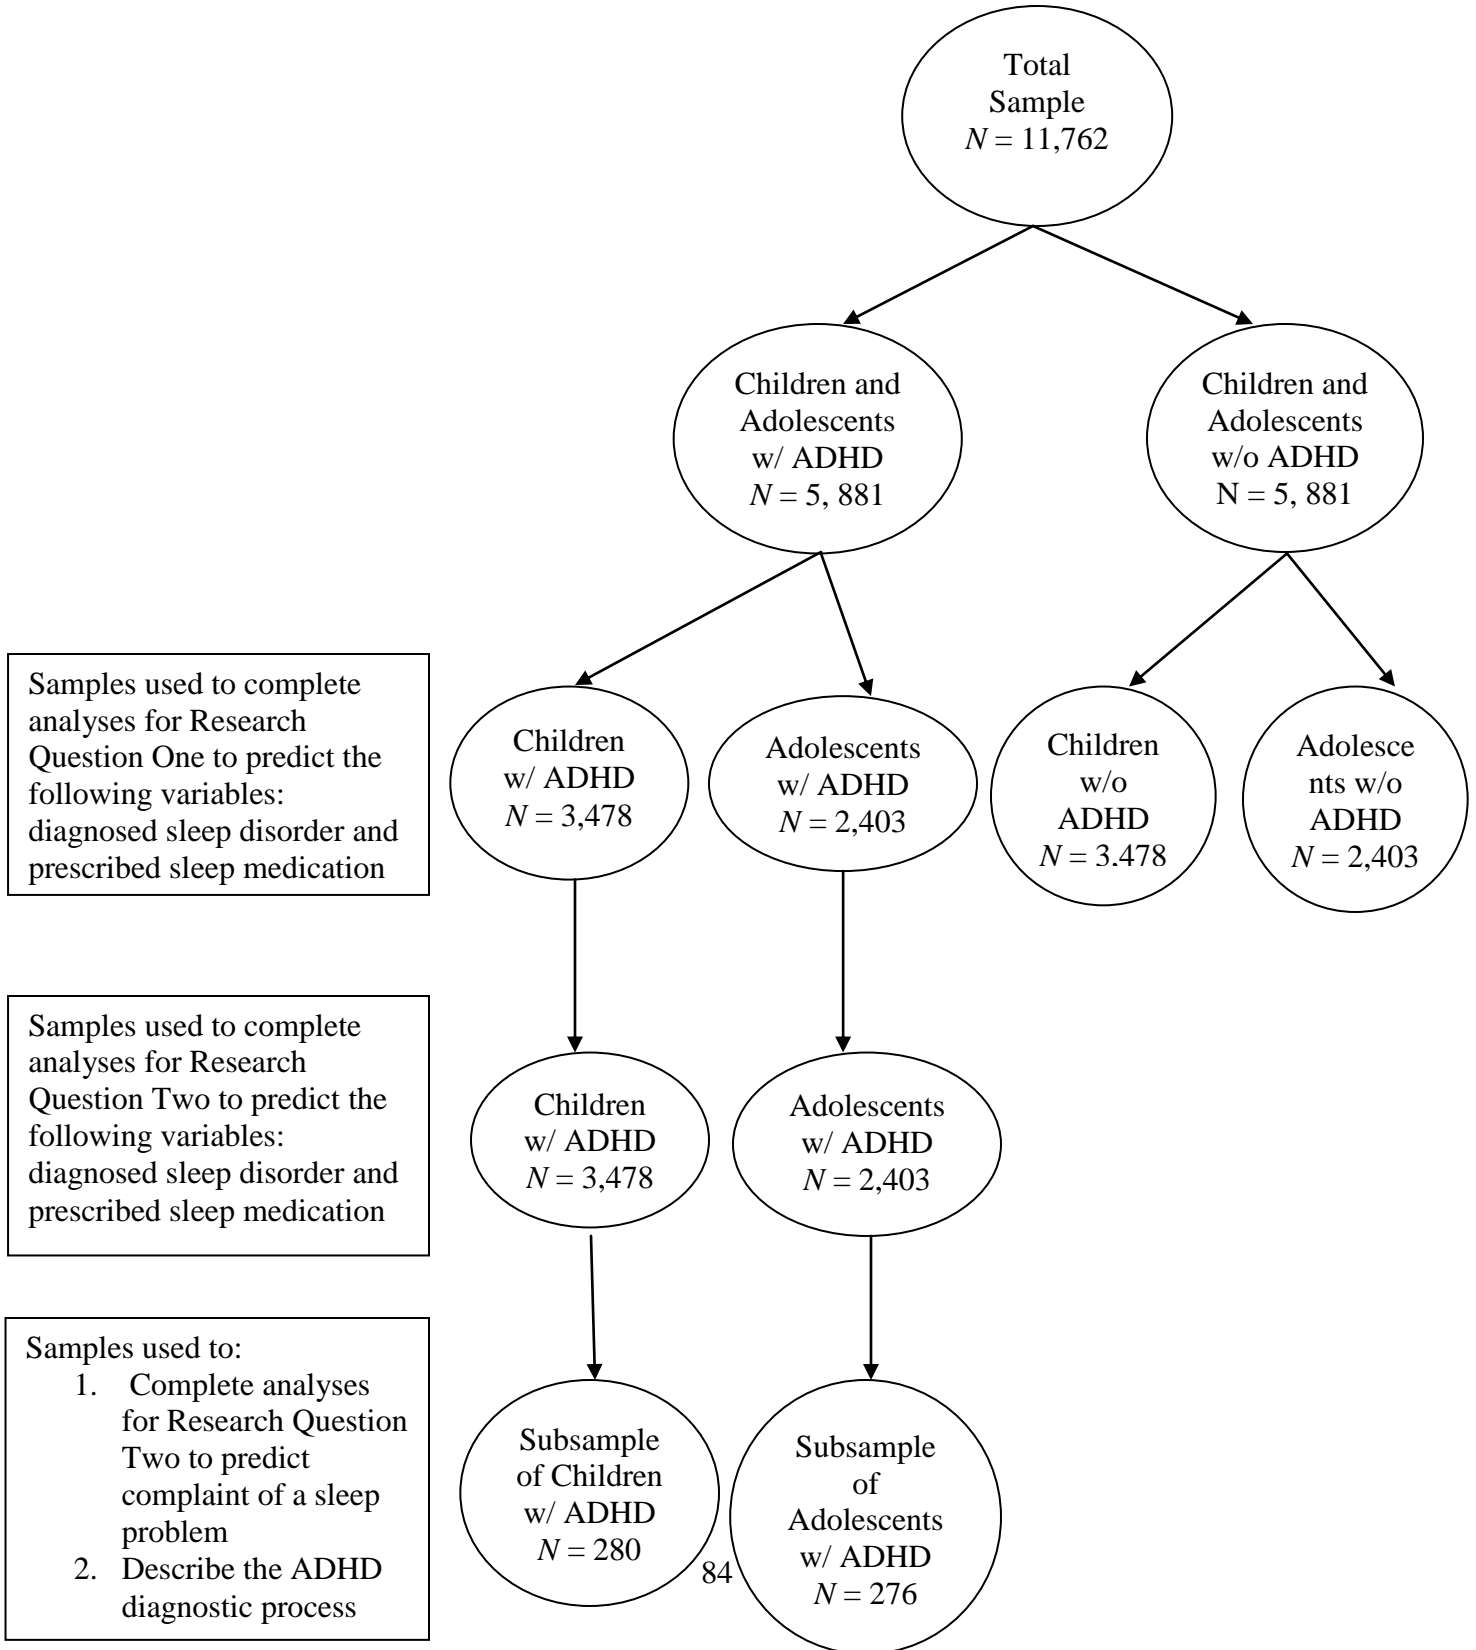 Total
Sample
N = 11,762
Children and
Adolescents
w/ ADHD
N = 5, 881
Children and
Adolescents
w/o ADHD
N = 5, 881
Samples used to complete
analyses for Research
Question One to predict the
following variables:
diagnosed sleep disorder and
prescribed sleep medication
Children
w/ ADHD
N = 3,478
Adolescents
w/ ADHD
N = 2,403
Children
w/o
ADHD
N = 3,478
Adolesce
nts w/o
ADHD
N = 2,403
Samples used to complete
analyses for Research
Question Two to predict the
following variables:
diagnosed sleep disorder and
prescribed sleep medication
Children
w/ ADHD
N = 3,478
Adolescents
w/ ADHD
N = 2,403
Samples used to:
1. Complete analyses
for Research Question
Two to predict
complaint of a sleep
problem
2. Describe the ADHD
diagnostic process
Subsample
of Children
w/ ADHD
N = 280
Subsample
of
Adolescents
w/ ADHD
N = 276
84